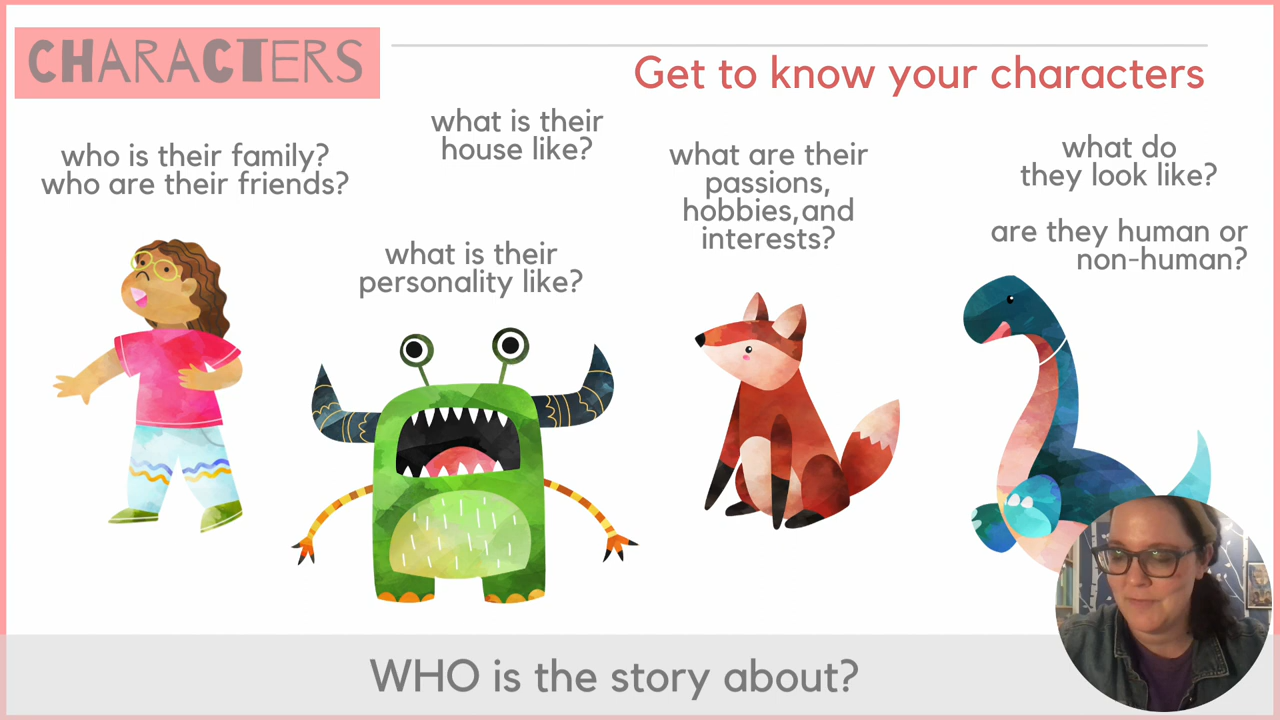 CHARACTERS
Get to know your characters
who is their family?
who are their friends?
what is their
house like?
what is their
personality like?
what are their
passions,
hobbies,and
interests?
what do
they look like?
are they human or
non-human?
WHO is the story about?